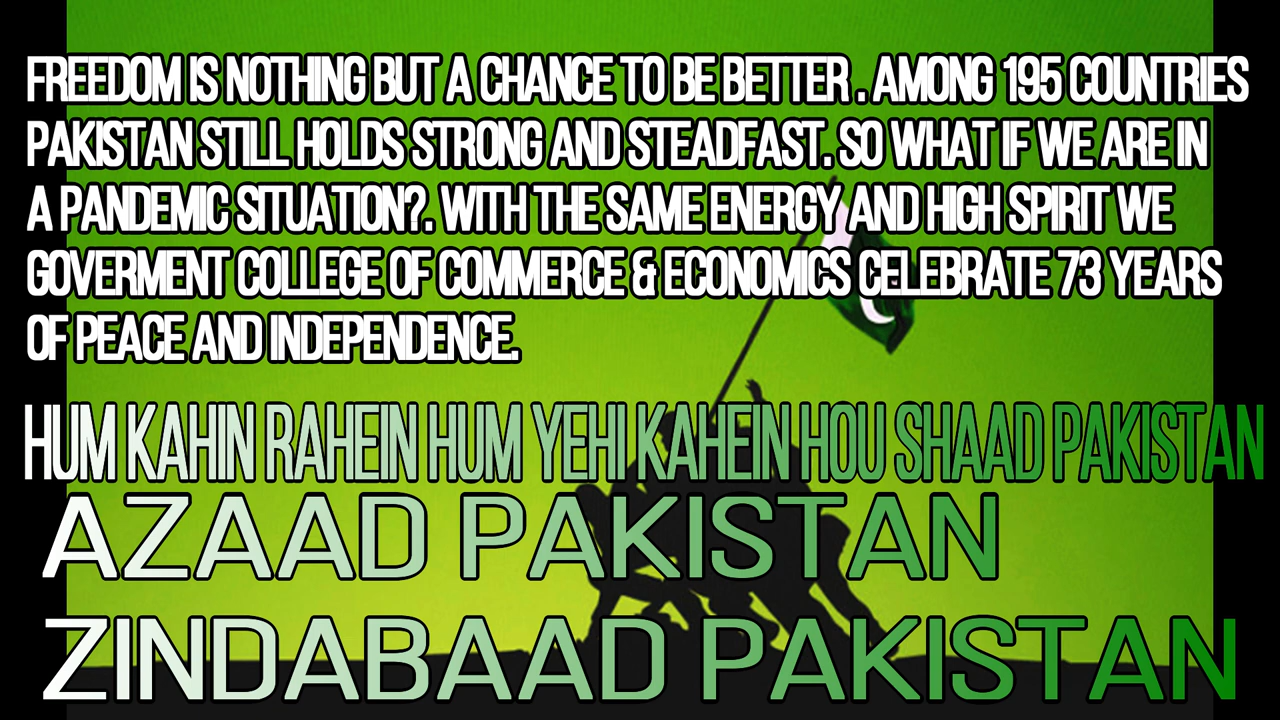 FREEDOM IS NOTHING BUT A CHANCE TO BE BETTER . AMONG 195 COUNTRIES
PAKISTAN STILL HOLDS STRONG AND STEADFAST. SO WHAT IF WE ARE IN
A PANDEMIC SITUATION?. WITH THE SAME ENERGY AND HIGH SPIRIT WE
GOVERMENT COLLEGE OF COMMERCE & ECONOMICS CELEBRATE 73 YEARS
OF PEACE AND INDEPENDENCE.
HUM KAHIN RAHEIN HUM YEHI KAHEIN HOU SHAAD PAKISTAN
AZAAD PAKISTAN
ZINDABAAD PAKISTAN